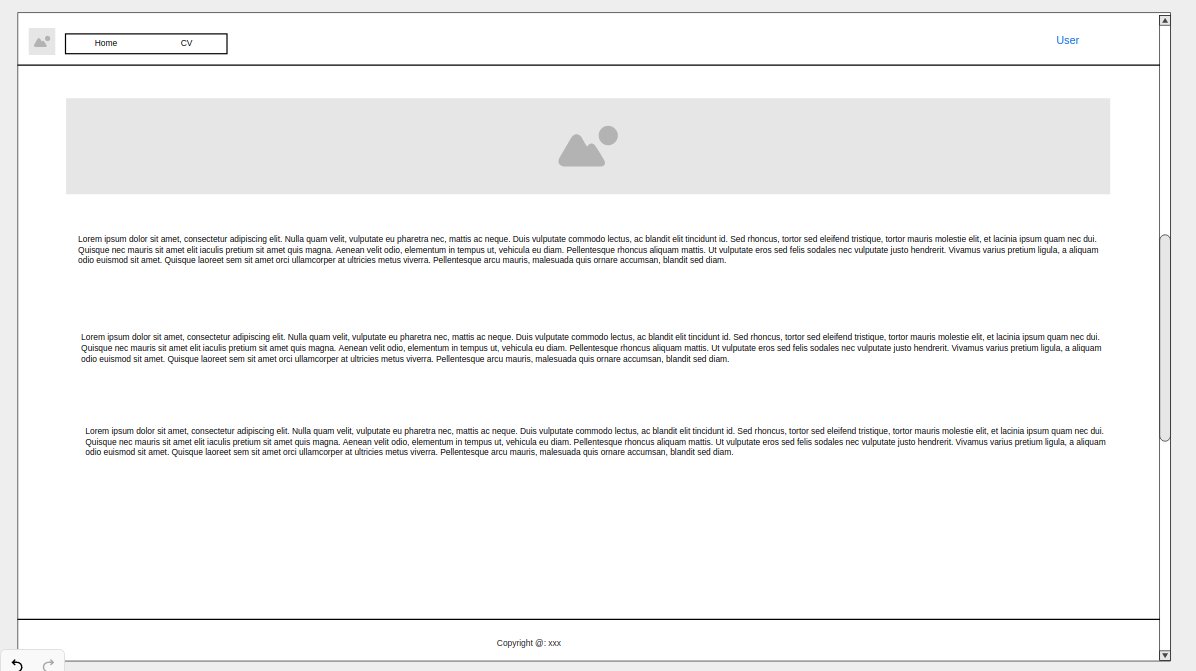 Home CV User
Lorem ipsum dolor sit amet, consectetur adipiscing elit. Nulla quam velit, vulputate eu pharetra nec, mattis ac neque. Duis vulputate commodo lectus, ac blandit elit tincidunt id. Sed rhoncus, tortor sed eleifend tristique, tortor mauris molestie elit, et lacinia ipsum quam nec dui.
Quisque nec mauris sit amet elit iaculis pretium sit amet quis magna. Aenean velit odio, elementum in tempus ut, vehicula eu diam. Pellentesque rhoncus aliquam mattis. Ut vulputate eros sed felis sodales nec vulputate justo hendrerit. Vivamus varius pretium ligula, a aliquam
odio euismod sit amet. Quisque laoreet sem sit amet orci ullamcorper at ultricies metus viverra. Pellentesque arcu mauris, malesuada quis ornare accumsan, blandit sed diam.
Lorem ipsum dolor sit amet, consectetur adipiscing elit. Nulla quam velit, vulputate eu pharetra nec, mattis ac neque. Duis vulputate commodo lectus, ac blandit elit tincidunt id. Sed rhoncus, tortor sed eleifend tristique, tortor mauris molestie elit, et lacinia ipsum quam nec dui.
Quisque nec mauris sit amet elit iaculis pretium sit amet quis magna. Aenean velit odio, elementum in tempus ut, vehicula eu diam. Pellentesque rhoncus aliquam mattis. Ut vulputate eros sed felis sodales nec vulputate justo hendrerit. Vivamus varius pretium ligula, a aliquam
odio euismod sit amet. Quisque laoreet sem sit amet orci ullamcorper at ultricies metus viverra. Pellentesque arcu mauris, malesuada quis ornare accumsan, blandit sed diam.
Lorem ipsum dolor sit amet, consectetur adipiscing elit. Nulla quam velit, vulputate eu pharetra nec, mattis ac neque. Duis vulputate commodo lectus, ac blandit elit tincidunt id. Sed rhoncus, tortor sed eleifend tristique, tortor mauris molestie elit, et lacinia ipsum quam nec dui.
Quisque nec mauris sit amet elit iaculis pretium sit amet quis magna. Aenean velit odio, elementum in tempus ut, vehicula eu diam. Pellentesque rhoncus aliquam mattis. Ut vulputate eros sed felis sodales nec vulputate justo hendrerit. Vivamus varius pretium ligula, a aliquam
odio euismod sit amet. Quisque laoreet sem sit amet orci ullamcorper at ultricies metus viverra. Pellentesque arcu mauris, malesuada quis ornare accumsan, blandit sed diam.
Copyright @: xxx